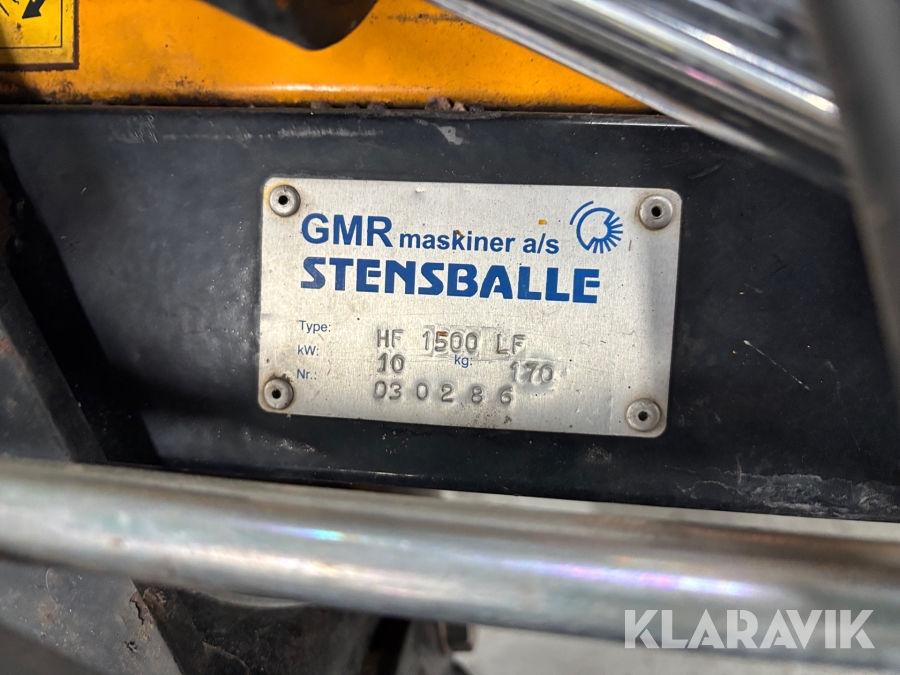 GMR maskiner a/s
STENSBALLE
Type: HF 1500 LF
kW: 10 kg: 170
Nr.: 030286
KLARAVIK